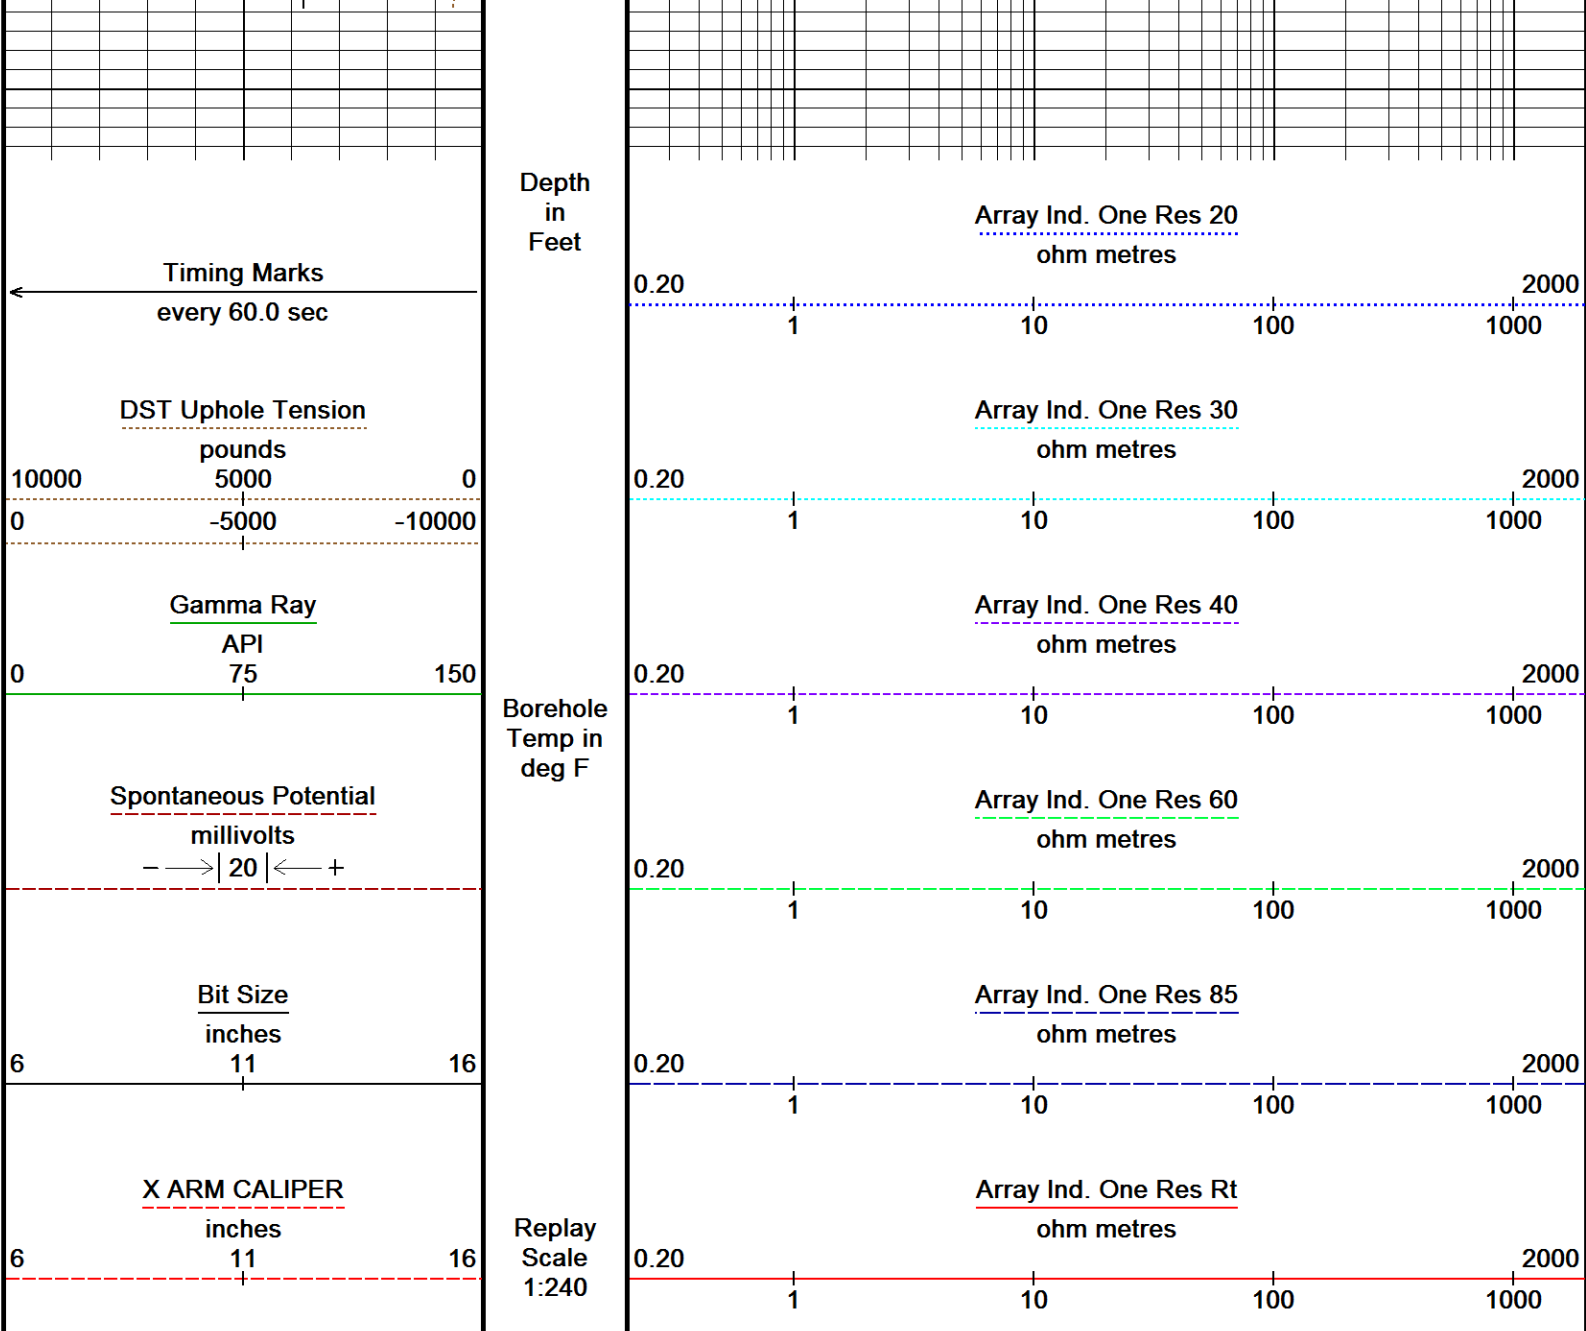 Timing Marks
every 60.0 sec
DST Uphole Tension
pounds
10000 5000 0
0 -5000 -10000
Gamma Ray
API
0 75 150
Spontaneous Potential
millivolts
− 20 +
Bit Size
inches
6 11 16
X ARM CALIPER
inches
6 11 16
Depth
in
Feet
Borehole
Temp in
deg F
Replay
Scale
1:240
Array Ind. One Res 20
ohm metres
0.20 2000
1 10 100 1000
Array Ind. One Res 30
ohm metres
0.20 2000
1 10 100 1000
Array Ind. One Res 40
ohm metres
0.20 2000
1 10 100 1000
Array Ind. One Res 60
ohm metres
0.20 2000
1 10 100 1000
Array Ind. One Res 85
ohm metres
0.20 2000
1 10 100 1000
Array Ind. One Res Rt
ohm metres
0.20 2000
1 10 100 1000